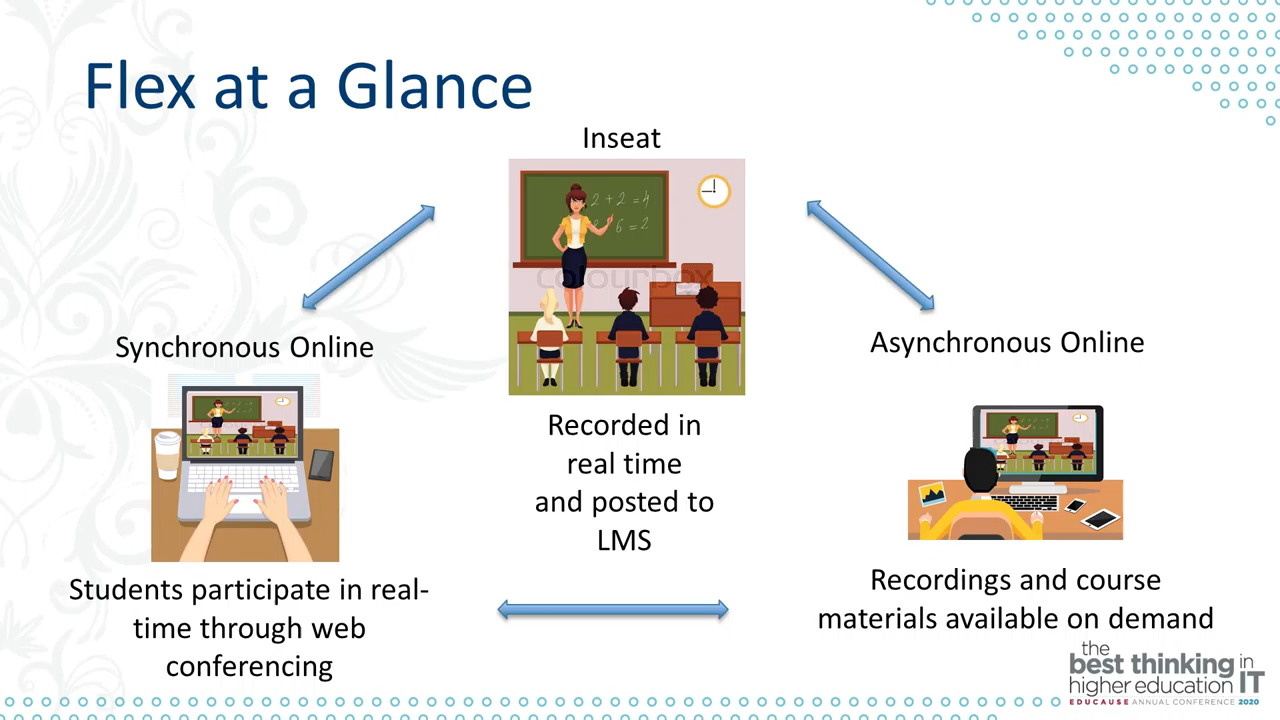 Flex at a Glance
Inseat
2 + 2 = 4
6 = 2
colourbox
Synchronous Online
Asynchronous Online
Recorded in
real time
and posted to
LMS
Students participate in real-
time through web
conferencing
Recordings and course
materials available on demand
the
best thinking in
higher education IT
EDUCAUSE ANNUAL CONFERENCE 2020